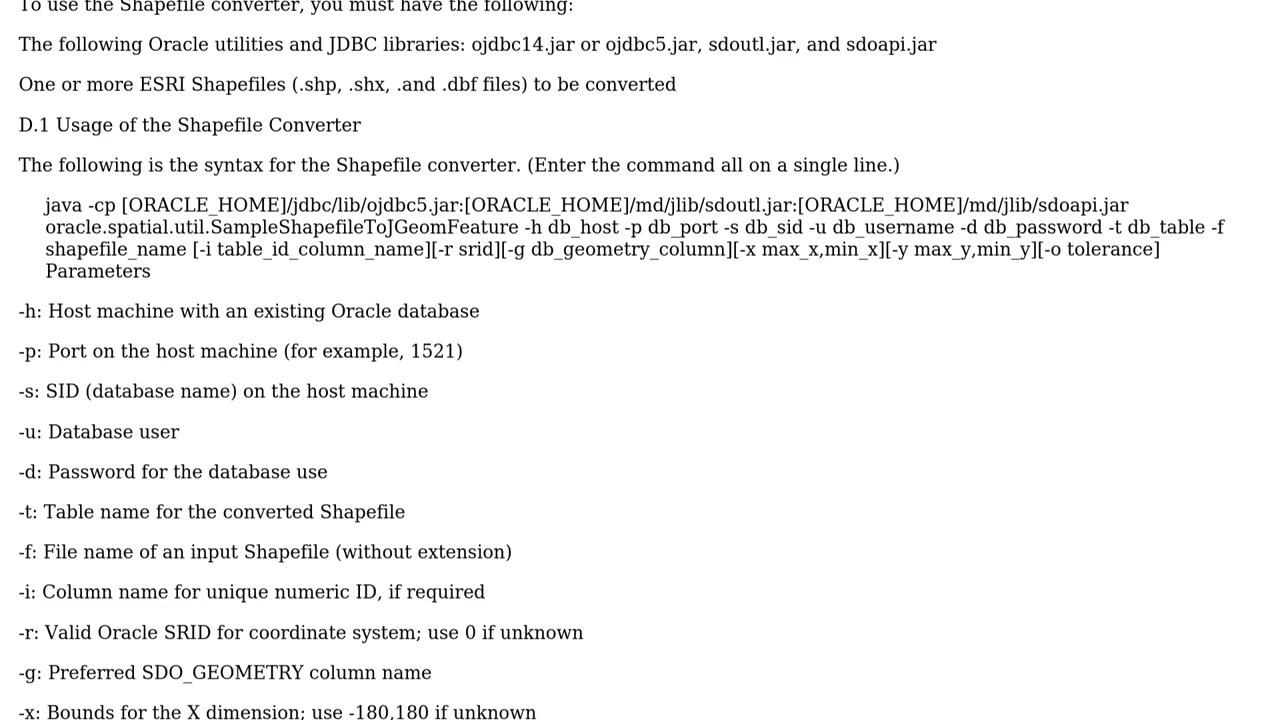 To use the Shapefile converter, you must have the following:
The following Oracle utilities and JDBC libraries: ojdbc14.jar or ojdbc5.jar, sdoutl.jar, and sdoapi.jar
One or more ESRI Shapefiles (.shp, .shx, .and .dbf files) to be converted
D.1 Usage of the Shapefile Converter
The following is the syntax for the Shapefile converter. (Enter the command all on a single line.)
java -cp [ORACLE_HOME]/jdbc/lib/ojdbc5.jar:[ORACLE_HOME]/md/jlib/sdoutl.jar:[ORACLE_HOME]/md/jlib/sdoapi.jar
oracle.spatial.util.SampleShapefileToJGeomFeature -h db_host -p db_port -s db_sid -u db_username -d db_password -t db_table -f
shapefile_name [-i table_id_column_name][-r srid][-g db_geometry_column][-x max_x,min_x][-y max_y,min_y][-o tolerance]
Parameters
-h: Host machine with an existing Oracle database
-p: Port on the host machine (for example, 1521)
-s: SID (database name) on the host machine
-u: Database user
-d: Password for the database use
-t: Table name for the converted Shapefile
-f: File name of an input Shapefile (without extension)
-i: Column name for unique numeric ID, if required
-r: Valid Oracle SRID for coordinate system; use 0 if unknown
-g: Preferred SDO_GEOMETRY column name
-x: Bounds for the X dimension; use -180,180 if unknown